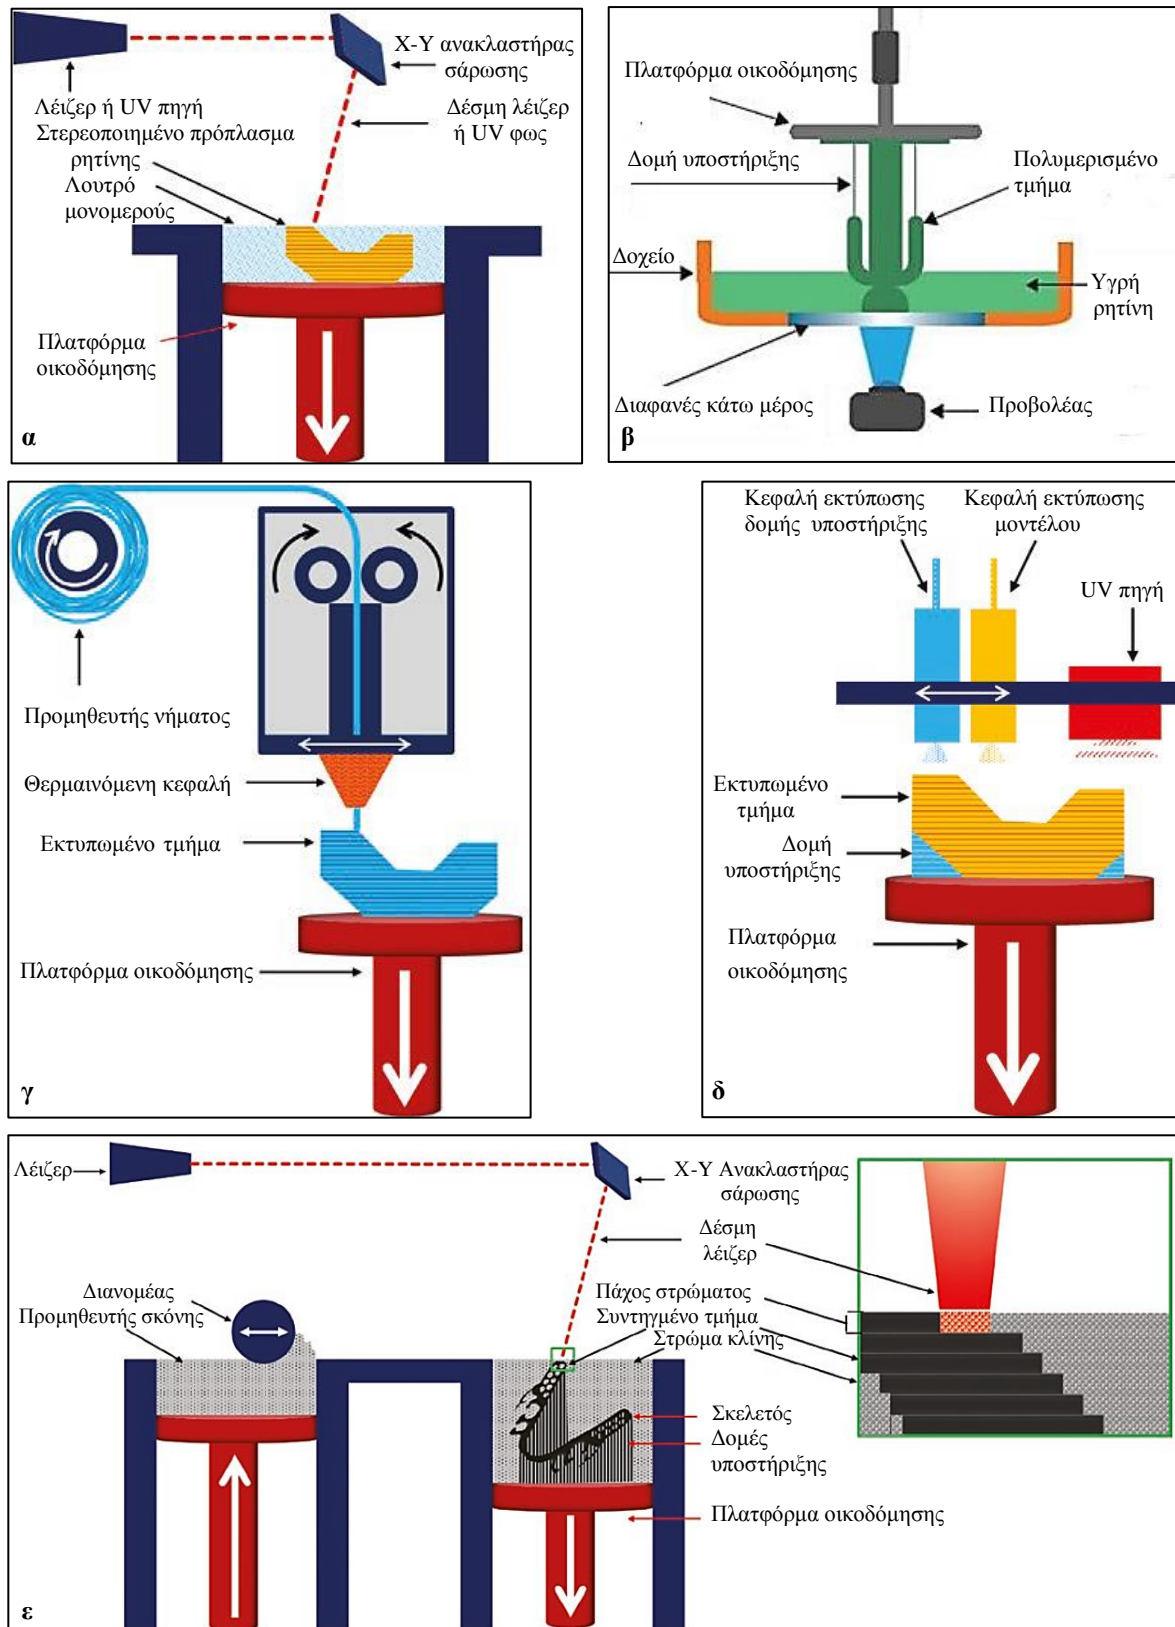 Λέιζερ ή UV πηγή
Στερεοποιημένο πρόπλασμα
ρητίνης
Λουτρό
μονομερούς
X-Y ανακλαστήρας
σάρωσης
Δέσμη λέιζερ
ή UV φως
Πλατφόρμα
οικοδόμησης
α
Πλατφόρμα οικοδόμησης
Δομή υποστήριξης
Πολυμερισμένο
τμήμα
Δοχείο
Υγρή
ρητίνη
Διαφανές κάτω μέρος
Προβολέας
β
Προμηθευτής νήματος
Θερμαινόμενη κεφαλή
Εκτυπωμένο τμήμα
Πλατφόρμα οικοδόμησης
γ
Κεφαλή εκτύπωσης
δομής υποστήριξης
Κεφαλή εκτύπωσης
μοντέλου
UV πηγή
Εκτυπωμένο
τμήμα
Δομή
υποστήριξης
Πλατφόρμα
οικοδόμησης
δ
Λέιζερ
X-Y Ανακλαστήρας
σάρωσης
Δέσμη
λέιζερ
Διανομέας
Προμηθευτής σκόνης
Πάχος στρώματος
Συντηγμένο τμήμα
Στρώμα κλίνης
Σκελετός
Δομές
υποστήριξης
Πλατφόρμα οικοδόμησης
ε